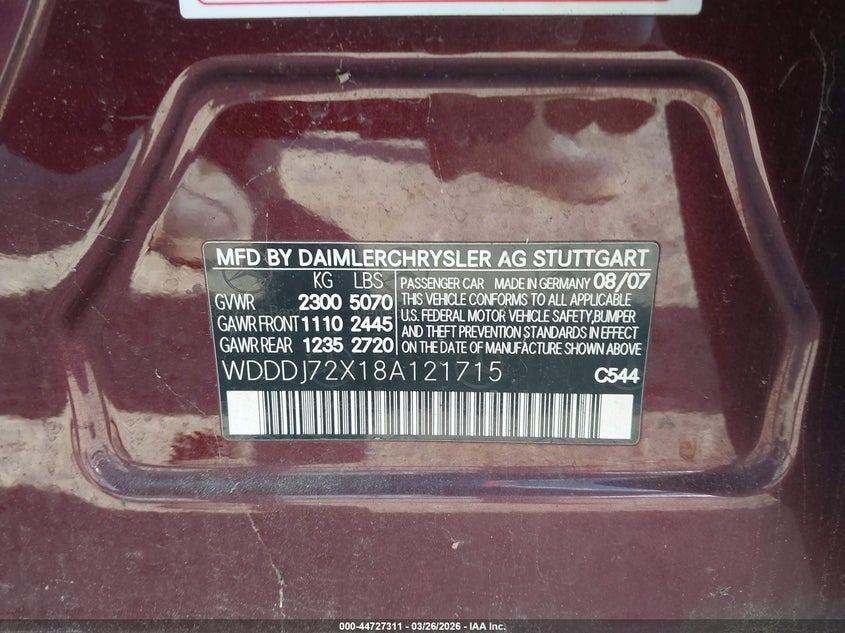 MFD BY DAIMLERCHRYSLER AG STUTTGART
KG LBS
GVWR 2300 5070
GAWR FRONT 1110 2445
GAWR REAR 1235 2720
PASSENGER CAR MADE IN GERMANY 08/07
THIS VEHICLE CONFORMS TO ALL APPLICABLE
U.S. FEDERAL MOTOR VEHICLE SAFETY,BUMPER
AND THEFT PREVENTION STANDARDS IN EFFECT
ON THE DATE OF MANUFACTURE SHOWN ABOVE
WDDDJ72X18A121715 C544
000-44727311 | 03/26/2026 - IAA Inc.